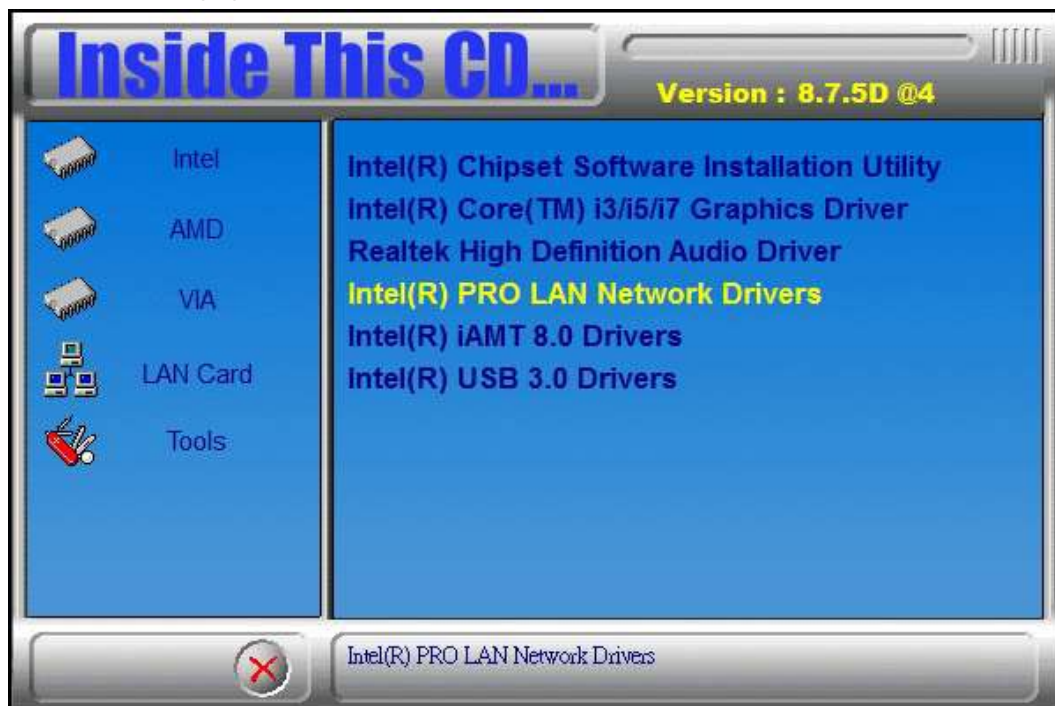 Inside This CD...
Version : 8.7.5D @4
Intel
AMD
VIA
LAN Card
Tools
Intel(R) Chipset Software Installation Utility
Intel(R) Core(TM) i3/i5/i7 Graphics Driver
Realtek High Definition Audio Driver
Intel(R) PRO LAN Network Drivers
Intel(R) iAMT 8.0 Drivers
Intel(R) USB 3.0 Drivers
Intel(R) PRO LAN Network Drivers